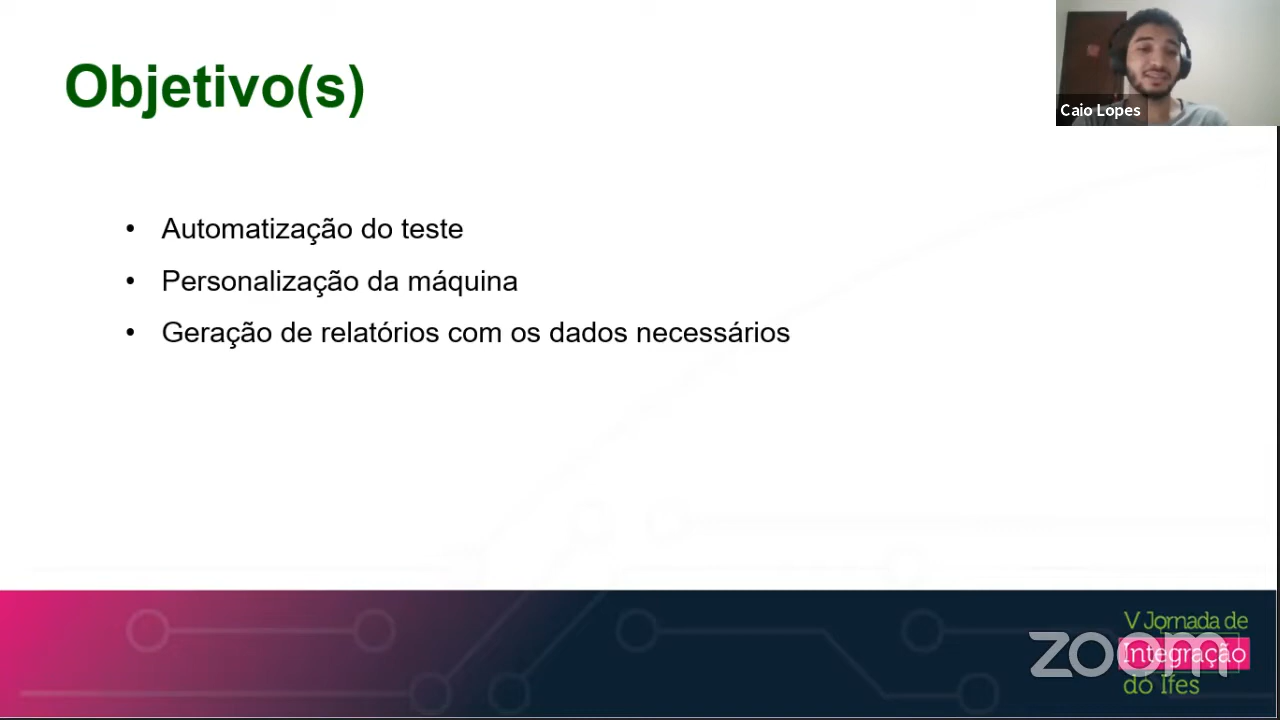 Objetivo(s)
Caio Lopes
• Automatização do teste
• Personalização da máquina
• Geração de relatórios com os dados necessários
V Jornada de
Integração
do Ifes
zoom